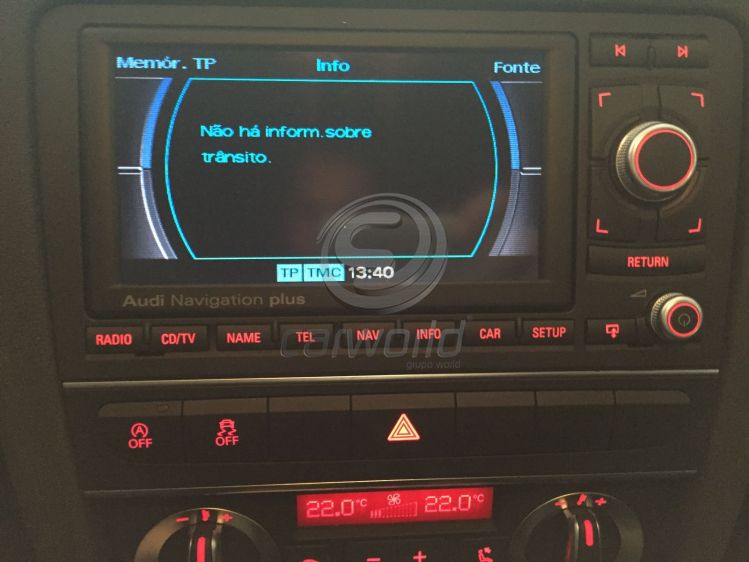 Memór. TP
Info
Fonte
Não há inform.sobre
trânsito.
TP TMC 13:40
Audi Navigation plus
RETURN
RADIO CD/TV NAME TEL NAV INFO CAR SETUP
carworld
grupo world
A OFF
OFF
22.0°C 22.0°C
- +
- +
- +